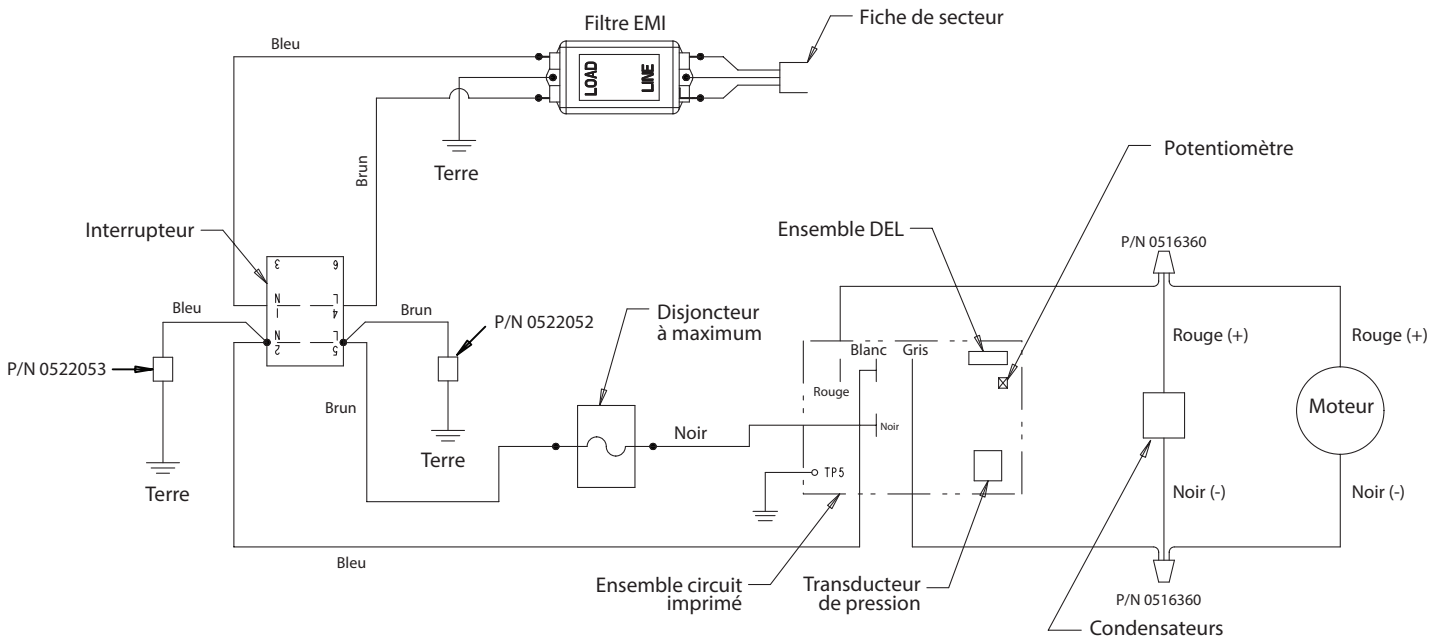 Filtre EMI
Fiche de secteur
Bleu
LOAD
LINE
Terre
Brun
Potentiomètre
Interrupteur
Ensemble DEL
P/N 0516360
3
6
N
L
1
4
N
L
2
5
Bleu
Brun
P/N 0522052
Disjoncteur
à maximum
P/N 0522053
Blanc
Gris
Rouge (+)
Rouge (+)
Rouge
Moteur
Brun
Noir
Noir
Terre
Terre
TP5
Noir (-)
Noir (-)
Bleu
Ensemble circuit
imprimé
Transducteur
de pression
P/N 0516360
Condensateurs